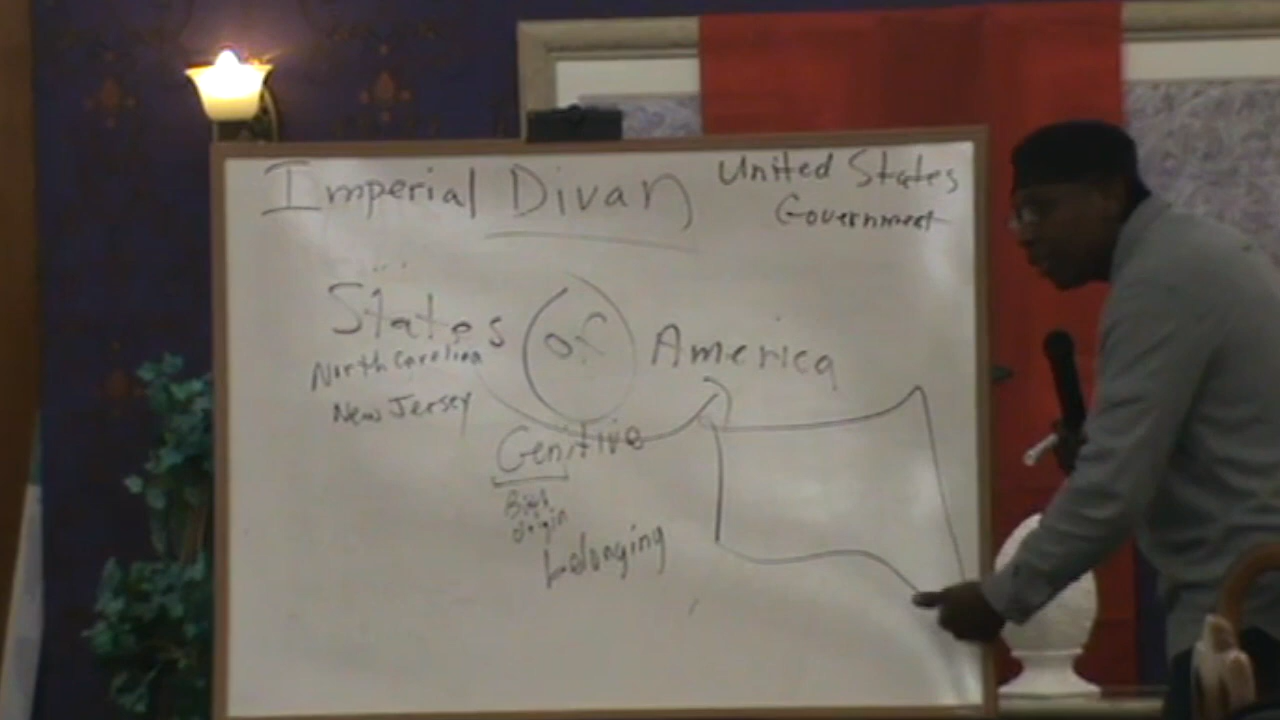 Imperial Divan
United States
Government
States of America
North Carolina
New Jersey
Genitive
Birth
origin
belonging